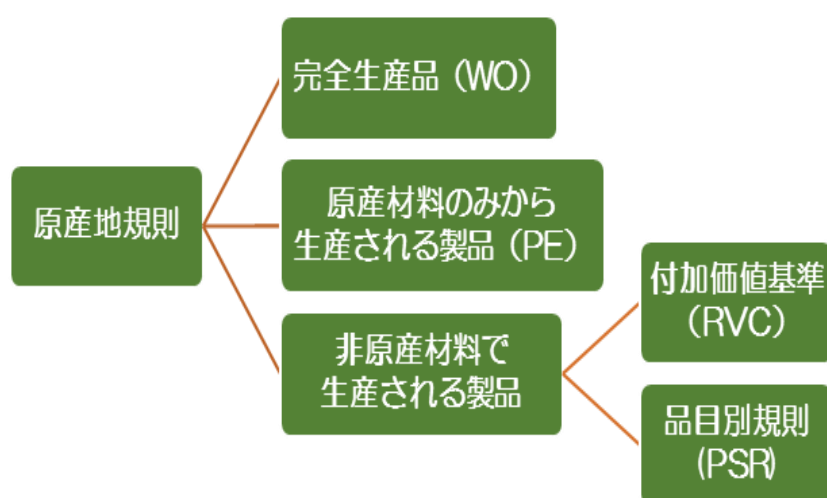 完全生産品（WO）
原産地規則
原産材料のみから
生産される製品（PE）
非原産材料で
生産される製品
付加価値基準
（RVC）
品目別規則
(PSR)